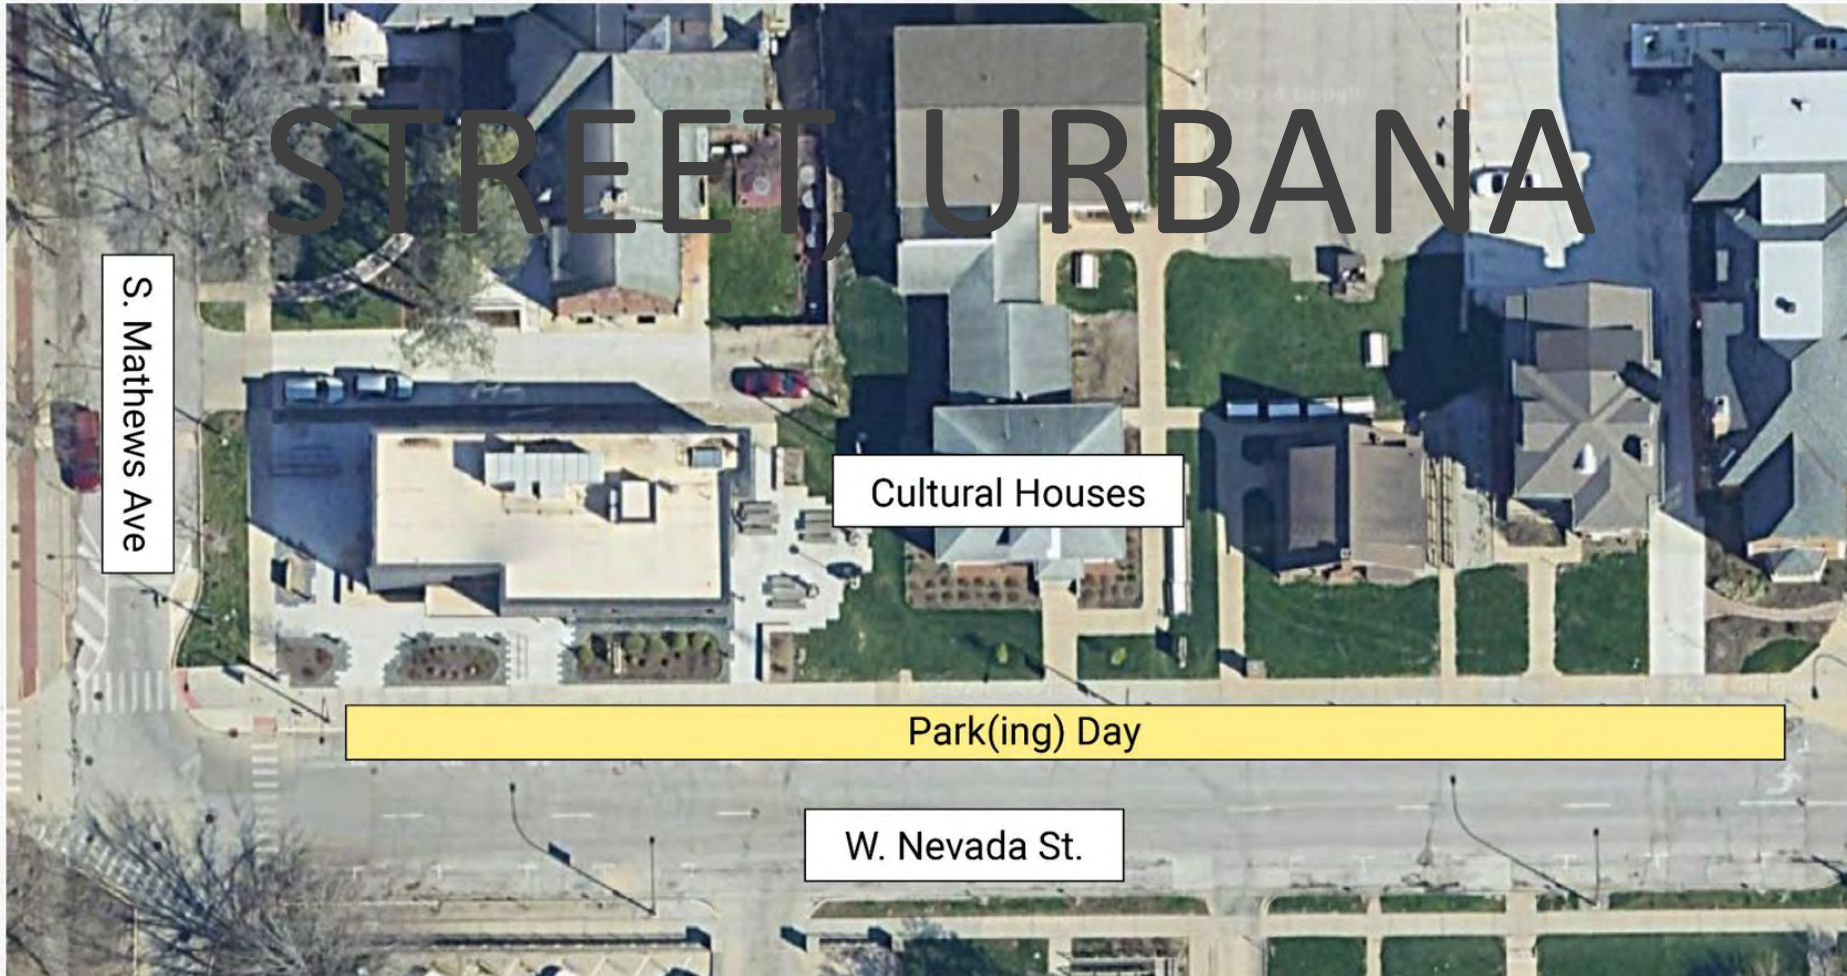 STREET, URBANA
S. Mathews Ave
Cultural Houses
Park(ing) Day
W. Nevada St.